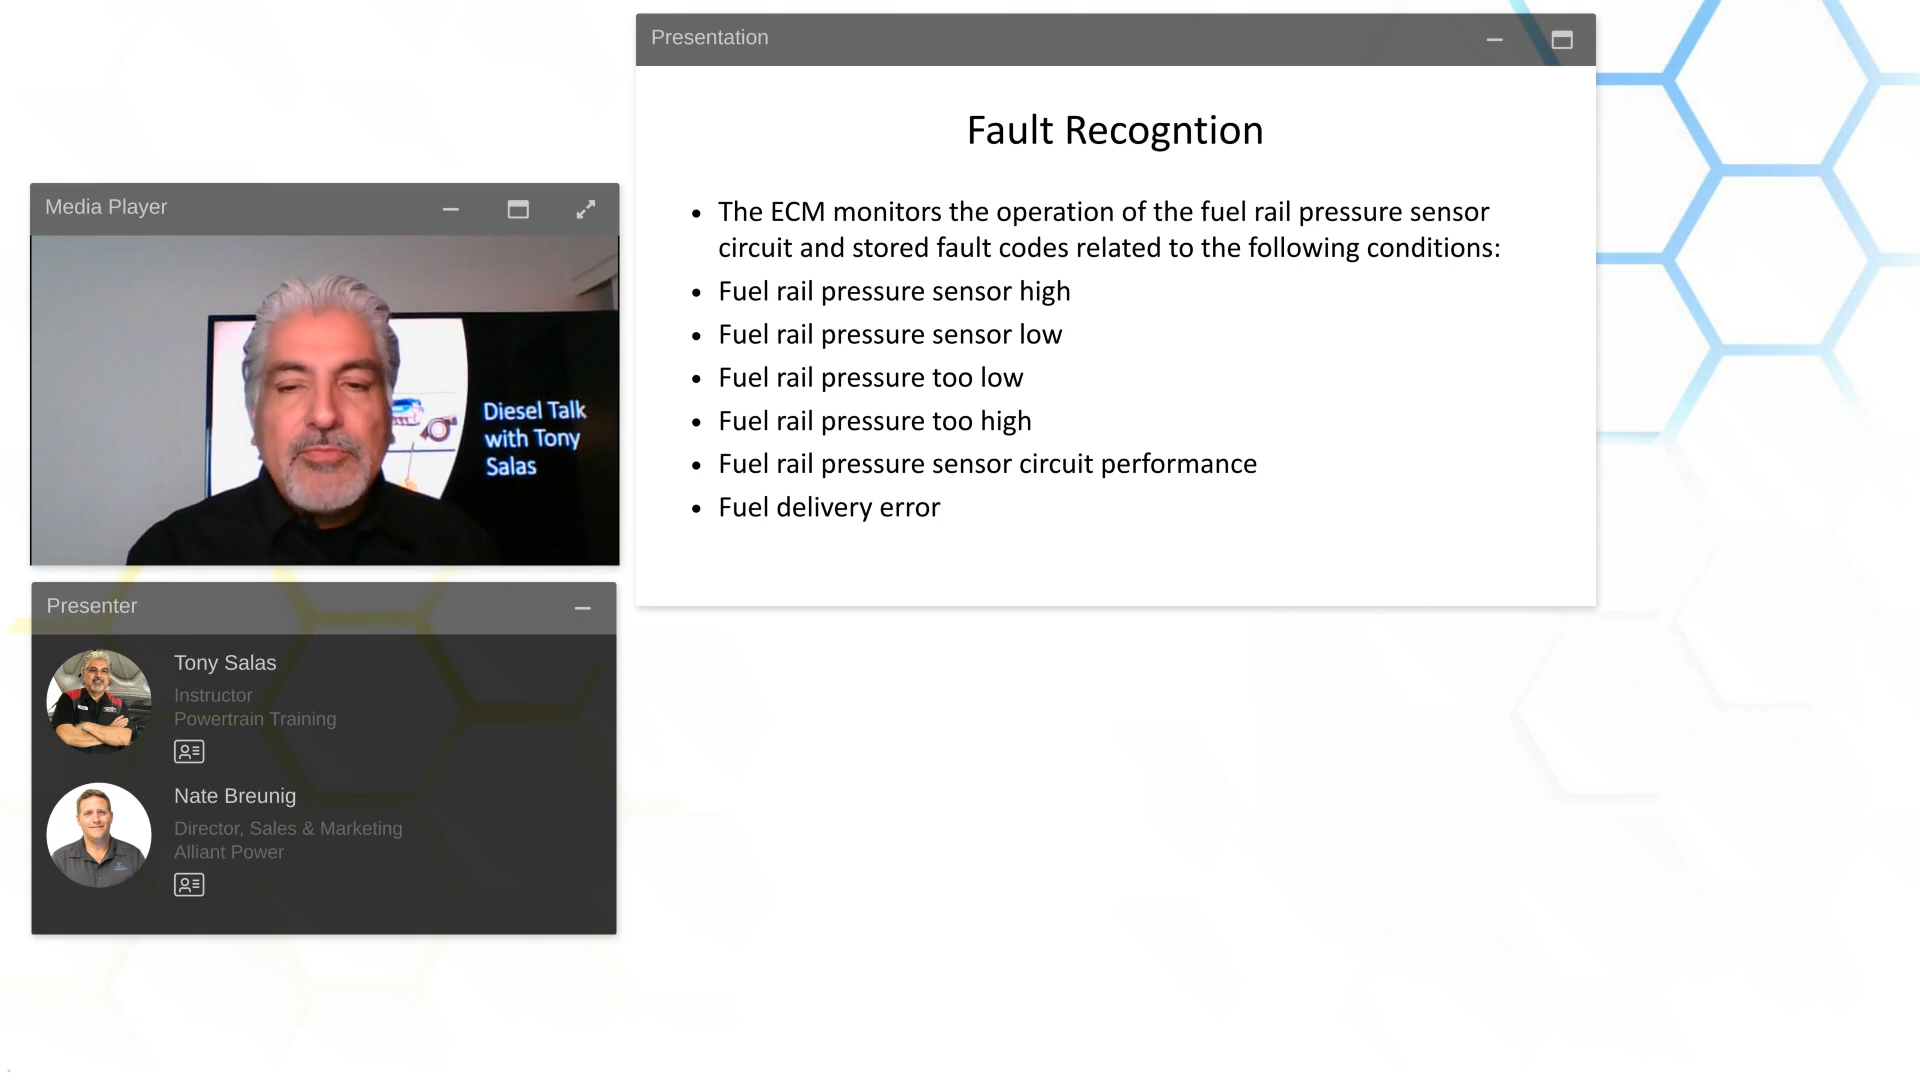 Presentation
Fault Recogntion
• The ECM monitors the operation of the fuel rail pressure sensor
circuit and stored fault codes related to the following conditions:
• Fuel rail pressure sensor high
• Fuel rail pressure sensor low
• Fuel rail pressure too low
• Fuel rail pressure too high
• Fuel rail pressure sensor circuit performance
• Fuel delivery error
Media Player
Diesel Talk
with Tony
Salas
Presenter
Tony Salas
Instructor
Powertrain Training
Nate Breunig
Director, Sales & Marketing
Alliant Power